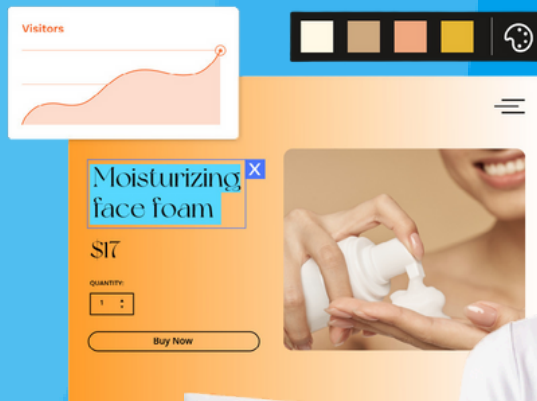 Visitors
Moisturizing
face foam
X
$17
QUANTITY:
1
Buy Now